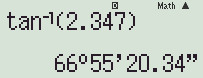 D Math ▲
tan⁻¹(2.347)
66°55'20.34"